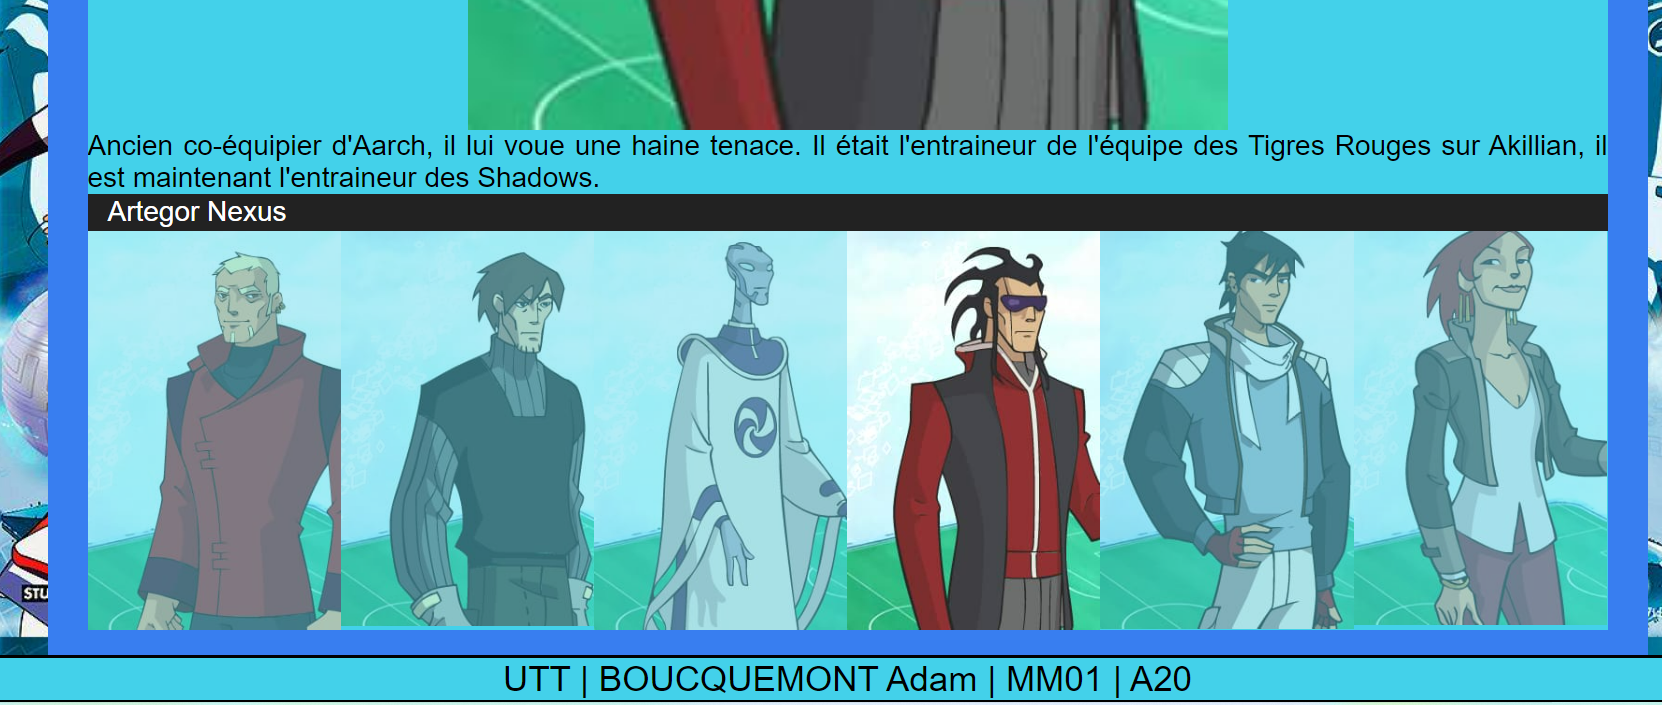 Ancien co-équipier d'Aarch, il lui voue une haine tenace. Il était l'entraineur de l'équipe des Tigres Rouges sur Akillian, il
est maintenant l'entraineur des Shadows.
Artegor Nexus
STU
UTT | BOUCQUEMONT Adam | MM01 | A20